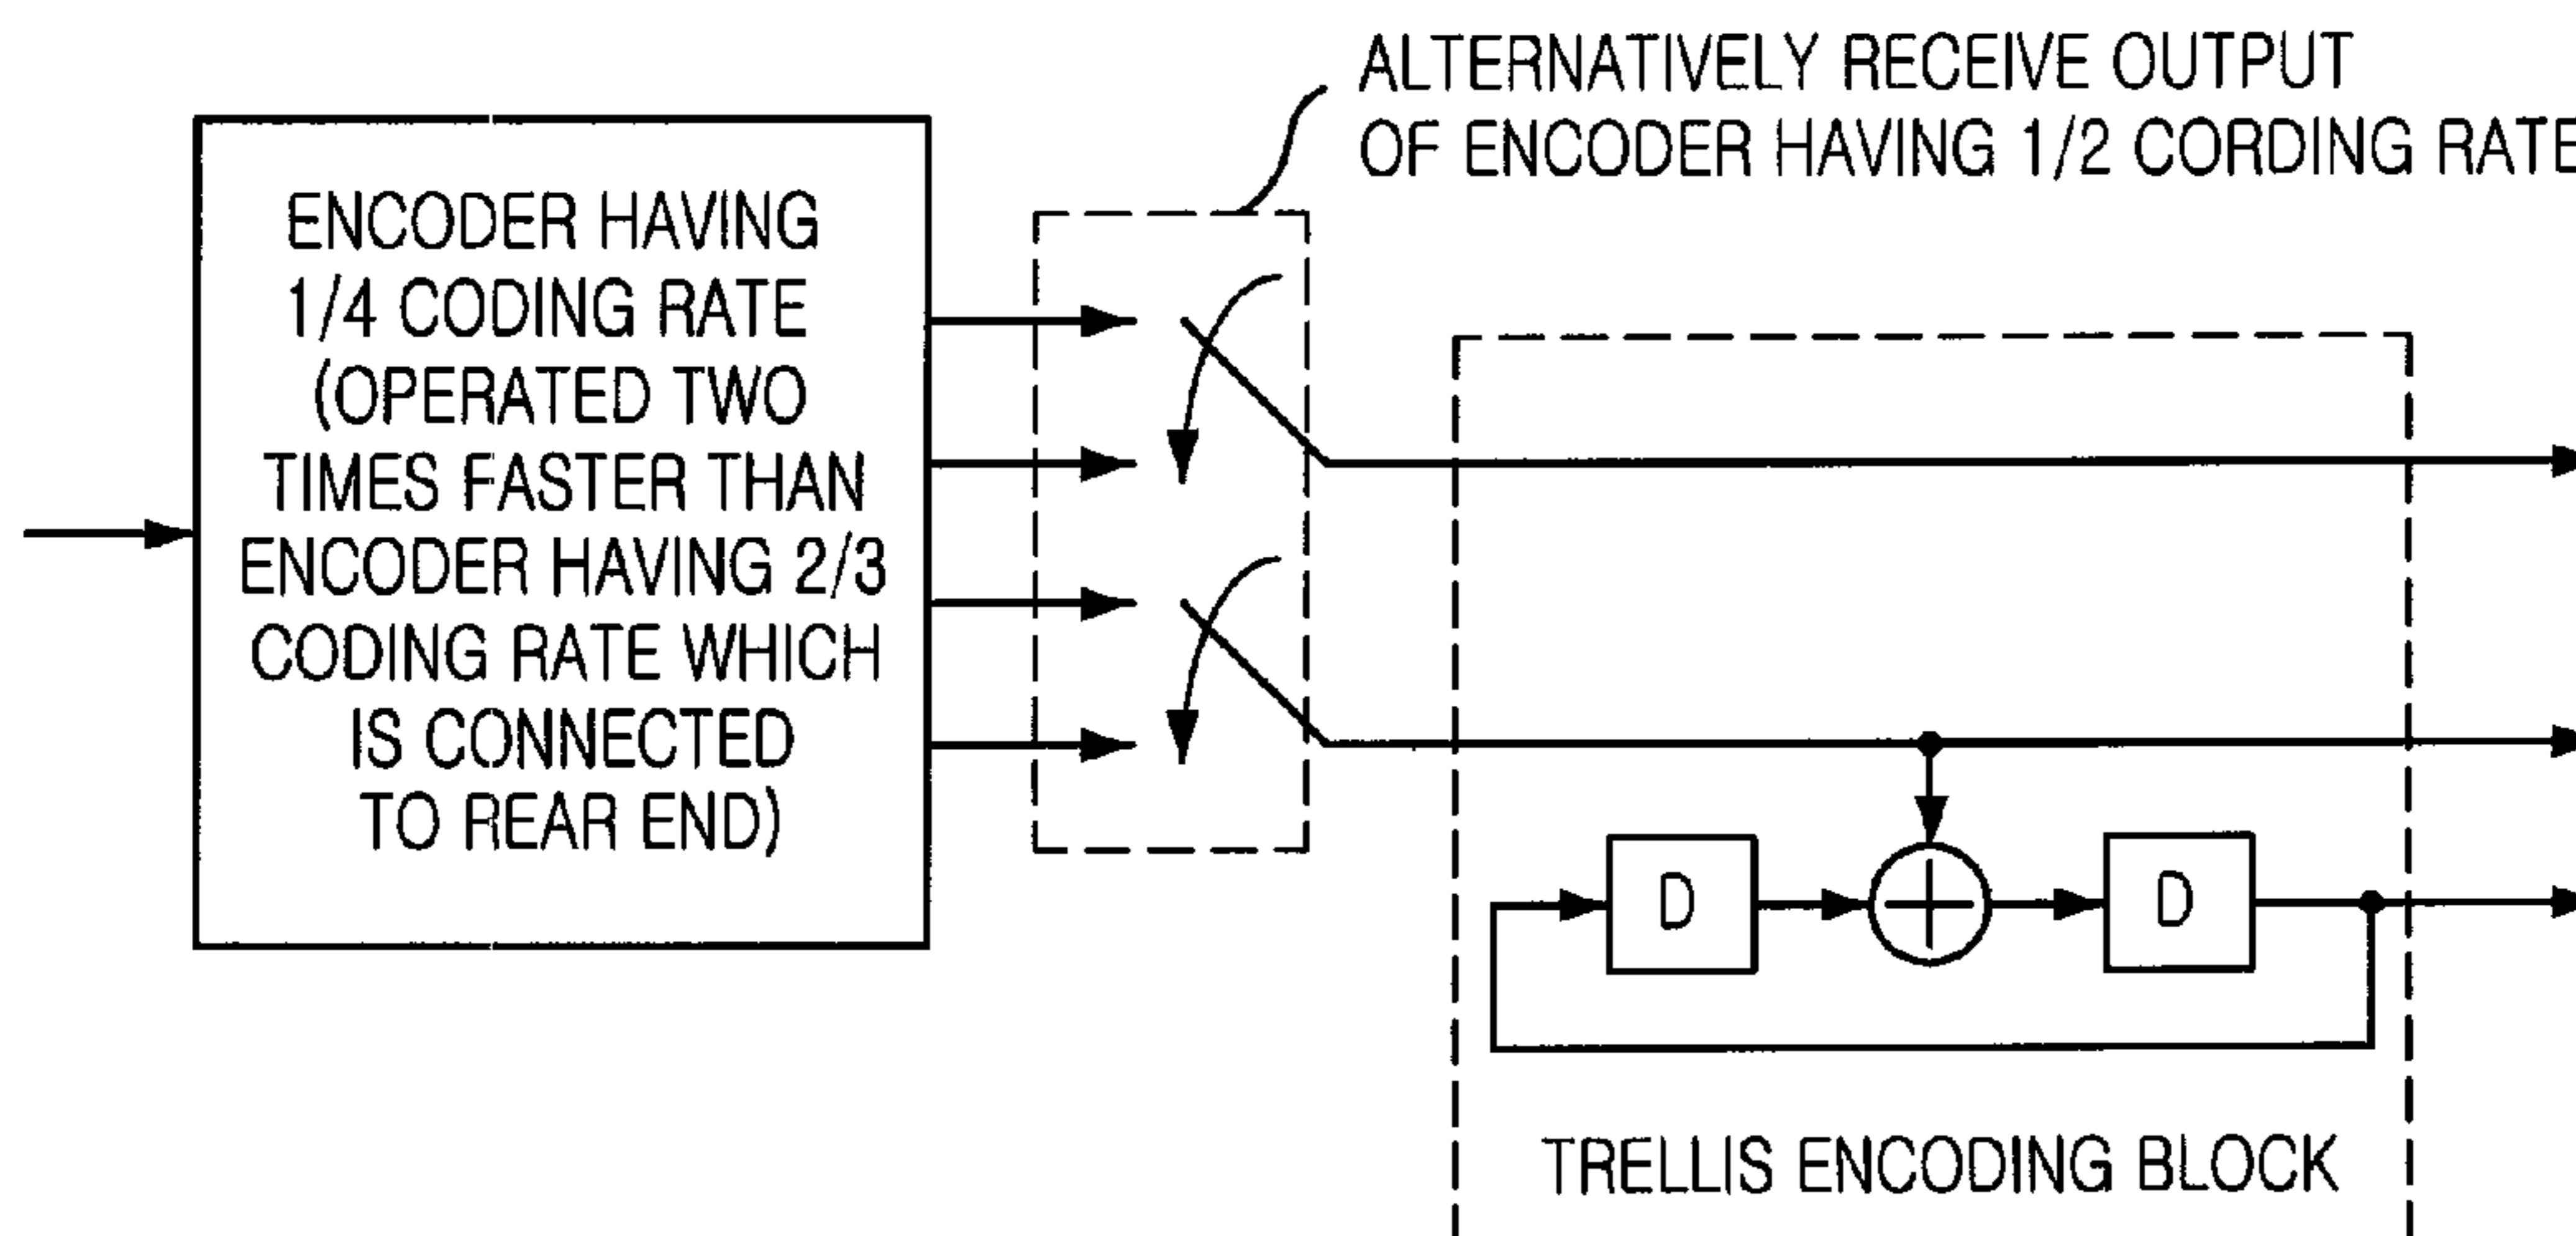 ALTERNATIVELY RECEIVE OUTPUT
OF ENCODER HAVING 1/2 CORDING RATE
ENCODER HAVING
1/4 CODING RATE
(OPERATED TWO
TIMES FASTER THAN
ENCODER HAVING 2/3
CODING RATE WHICH
IS CONNECTED
TO REAR END)
D
D
TRELLIS ENCODING BLOCK